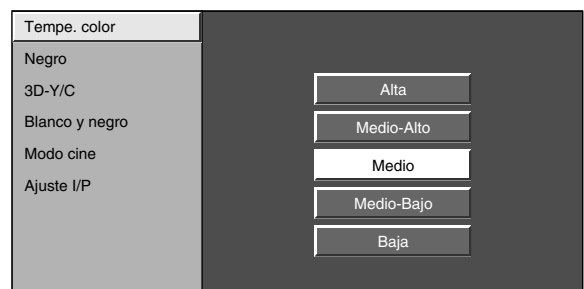 Tempe. color
Negro
3D-Y/C
Blanco y negro
Modo cine
Ajuste I/P
Alta
Medio-Alto
Medio
Medio-Bajo
Baja